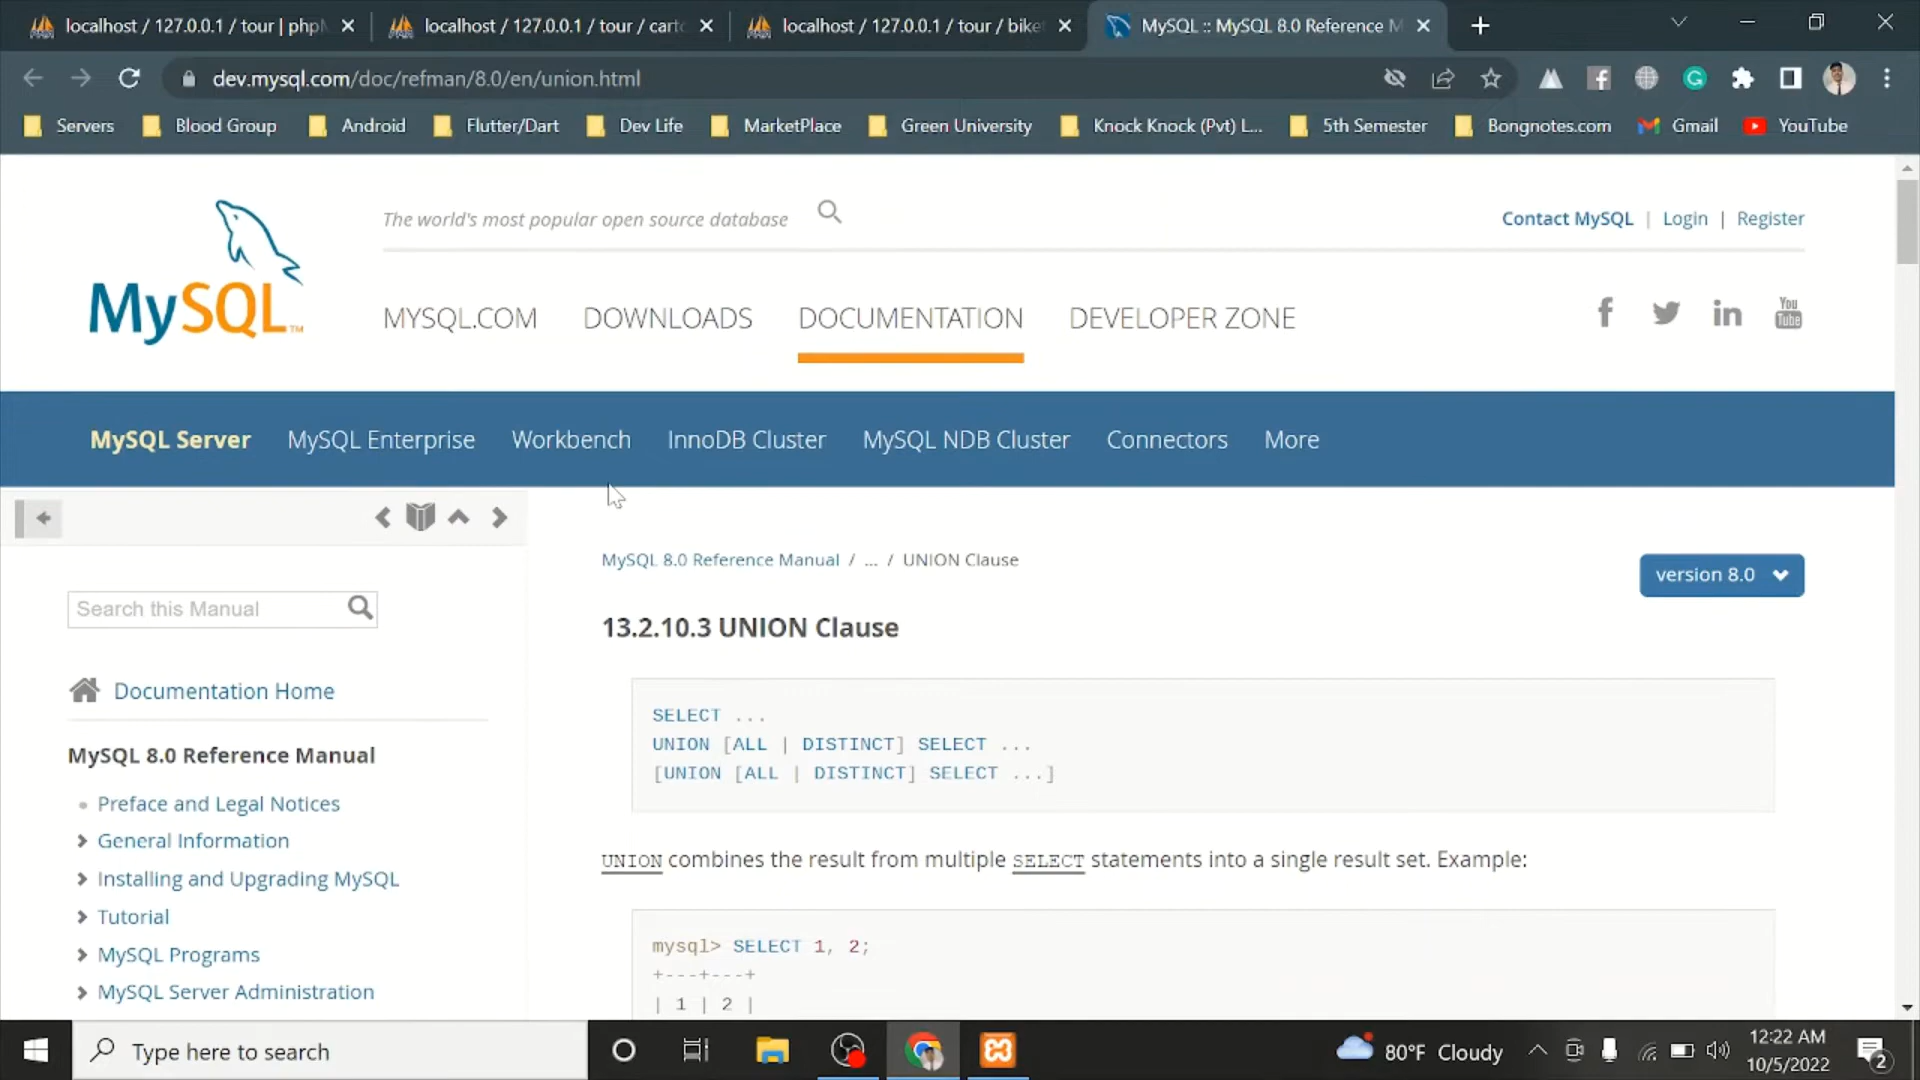 localhost / 127.0.0.1 / tour | phpM
localhost / 127.0.0.1 / tour / carto
localhost / 127.0.0.1 / tour / bike
MySQL :: MySQL 8.0 Reference M
dev.mysql.com/doc/refman/8.0/en/union.html
Servers
Blood Group
Android
Flutter/Dart
Dev Life
MarketPlace
Green University
Knock Knock (Pvt) L...
5th Semester
Bongnotes.com
Gmail
YouTube
The world's most popular open source database
Contact MySQL | Login | Register
MySQL™
MYSQL.COM
DOWNLOADS
DOCUMENTATION
DEVELOPER ZONE
You Tube
MySQL Server
MySQL Enterprise
Workbench
InnoDB Cluster
MySQL NDB Cluster
Connectors
More
MySQL 8.0 Reference Manual / ... / UNION Clause
version 8.0
Search this Manual
13.2.10.3 UNION Clause
Documentation Home
SELECT ...
UNION [ALL | DISTINCT] SELECT ...
[UNION [ALL | DISTINCT] SELECT ...]
MySQL 8.0 Reference Manual
Preface and Legal Notices
General Information
Installing and Upgrading MySQL
Tutorial
MySQL Programs
MySQL Server Administration
UNION combines the result from multiple SELECT statements into a single result set. Example:
mysql> SELECT 1, 2;
+---+---+
| 1 | 2 |
Type here to search
80°F Cloudy
12:22 AM
10/5/2022
2